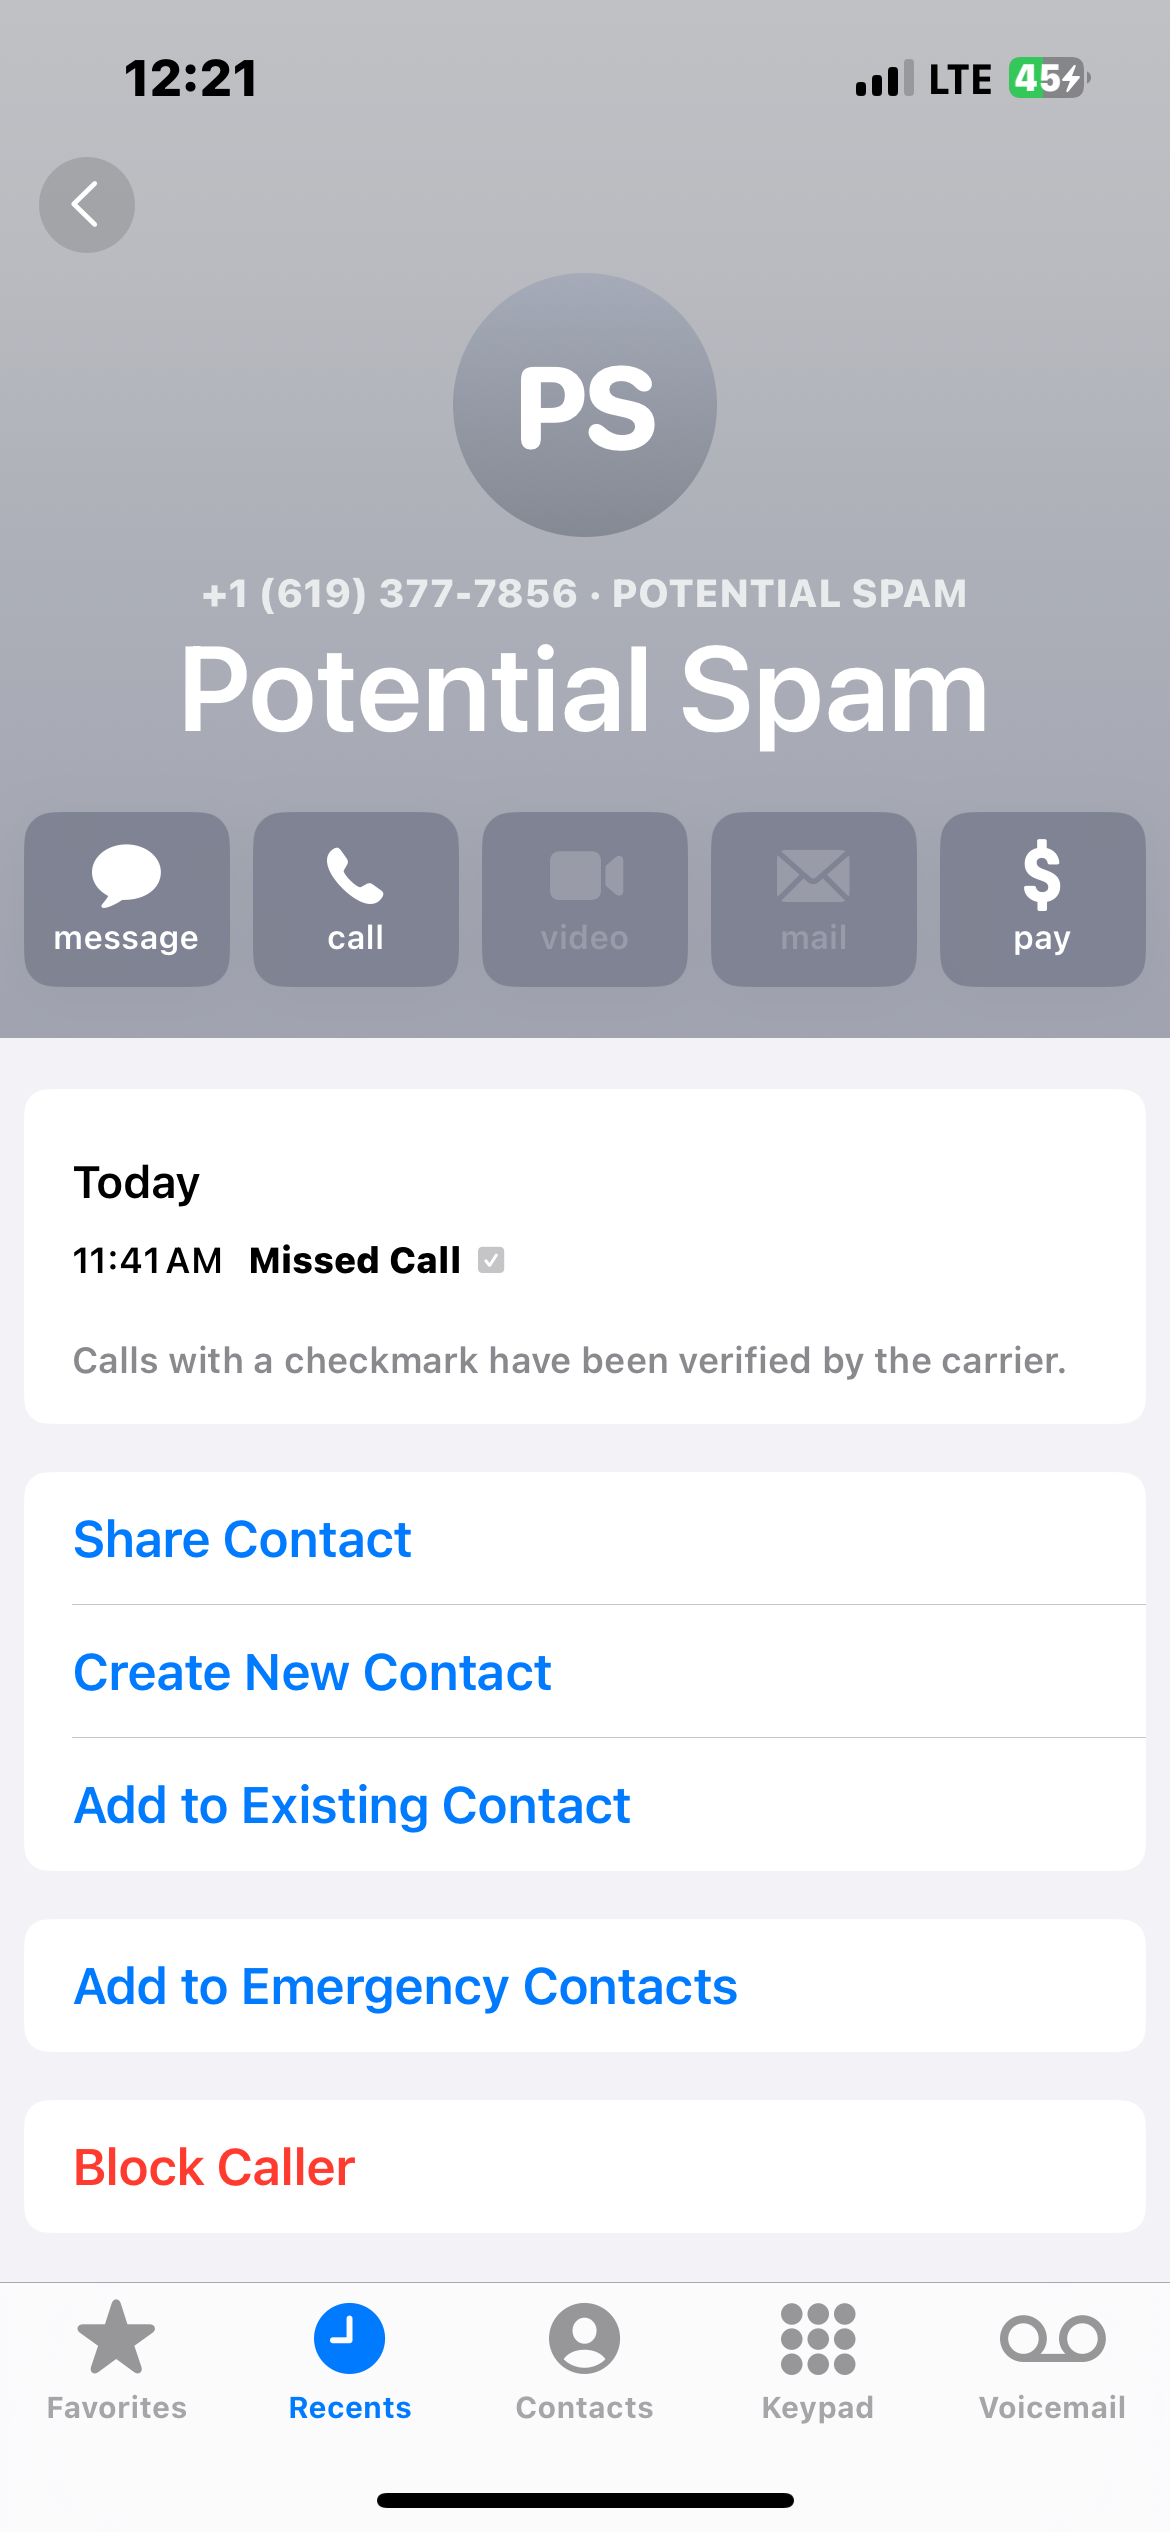 12:21 LTE 45
PS
+1 (619) 377-7856 · POTENTIAL SPAM
Potential Spam
message call video mail pay
Today
11:41 AM Missed Call
Calls with a checkmark have been verified by the carrier.
Share Contact
Create New Contact
Add to Existing Contact
Add to Emergency Contacts
Block Caller
Favorites Recents Contacts Keypad Voicemail